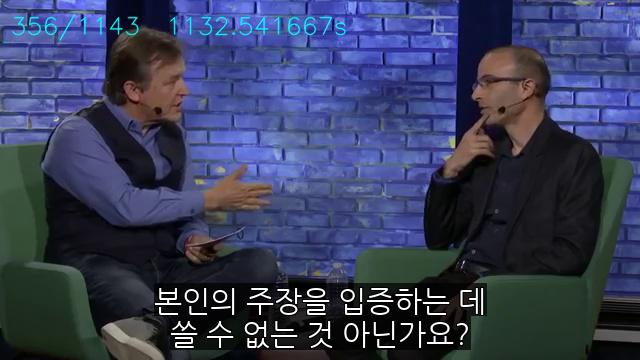 356/1143 1132.541667s
본인의 주장을 입증하는 데
쓸 수 없는 것 아닌가요?